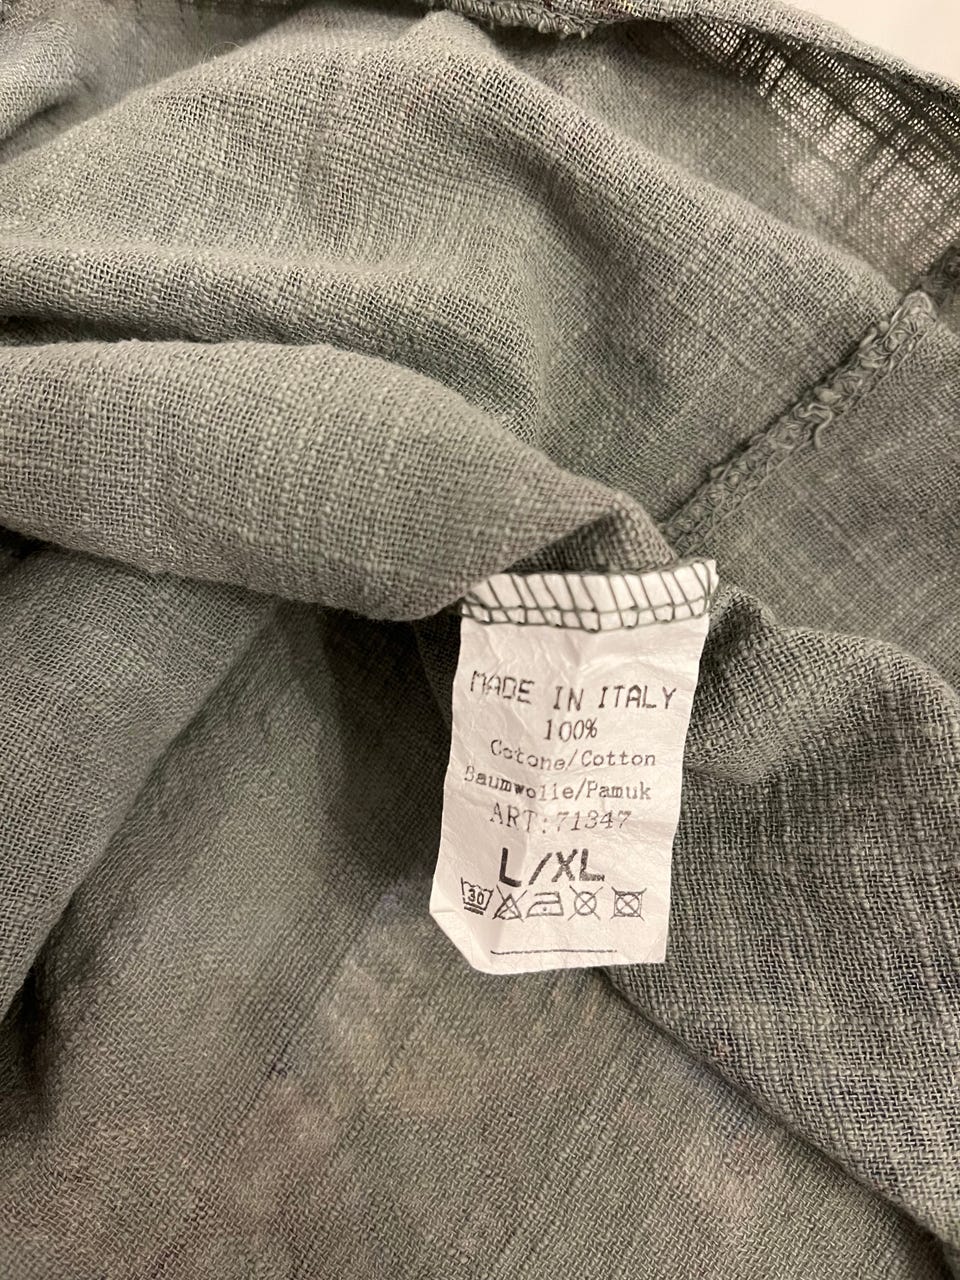 MADE IN ITALY
100%
Cotone/Cotton
Baumwolle/Pamuk
ART:71347
L/XL
30